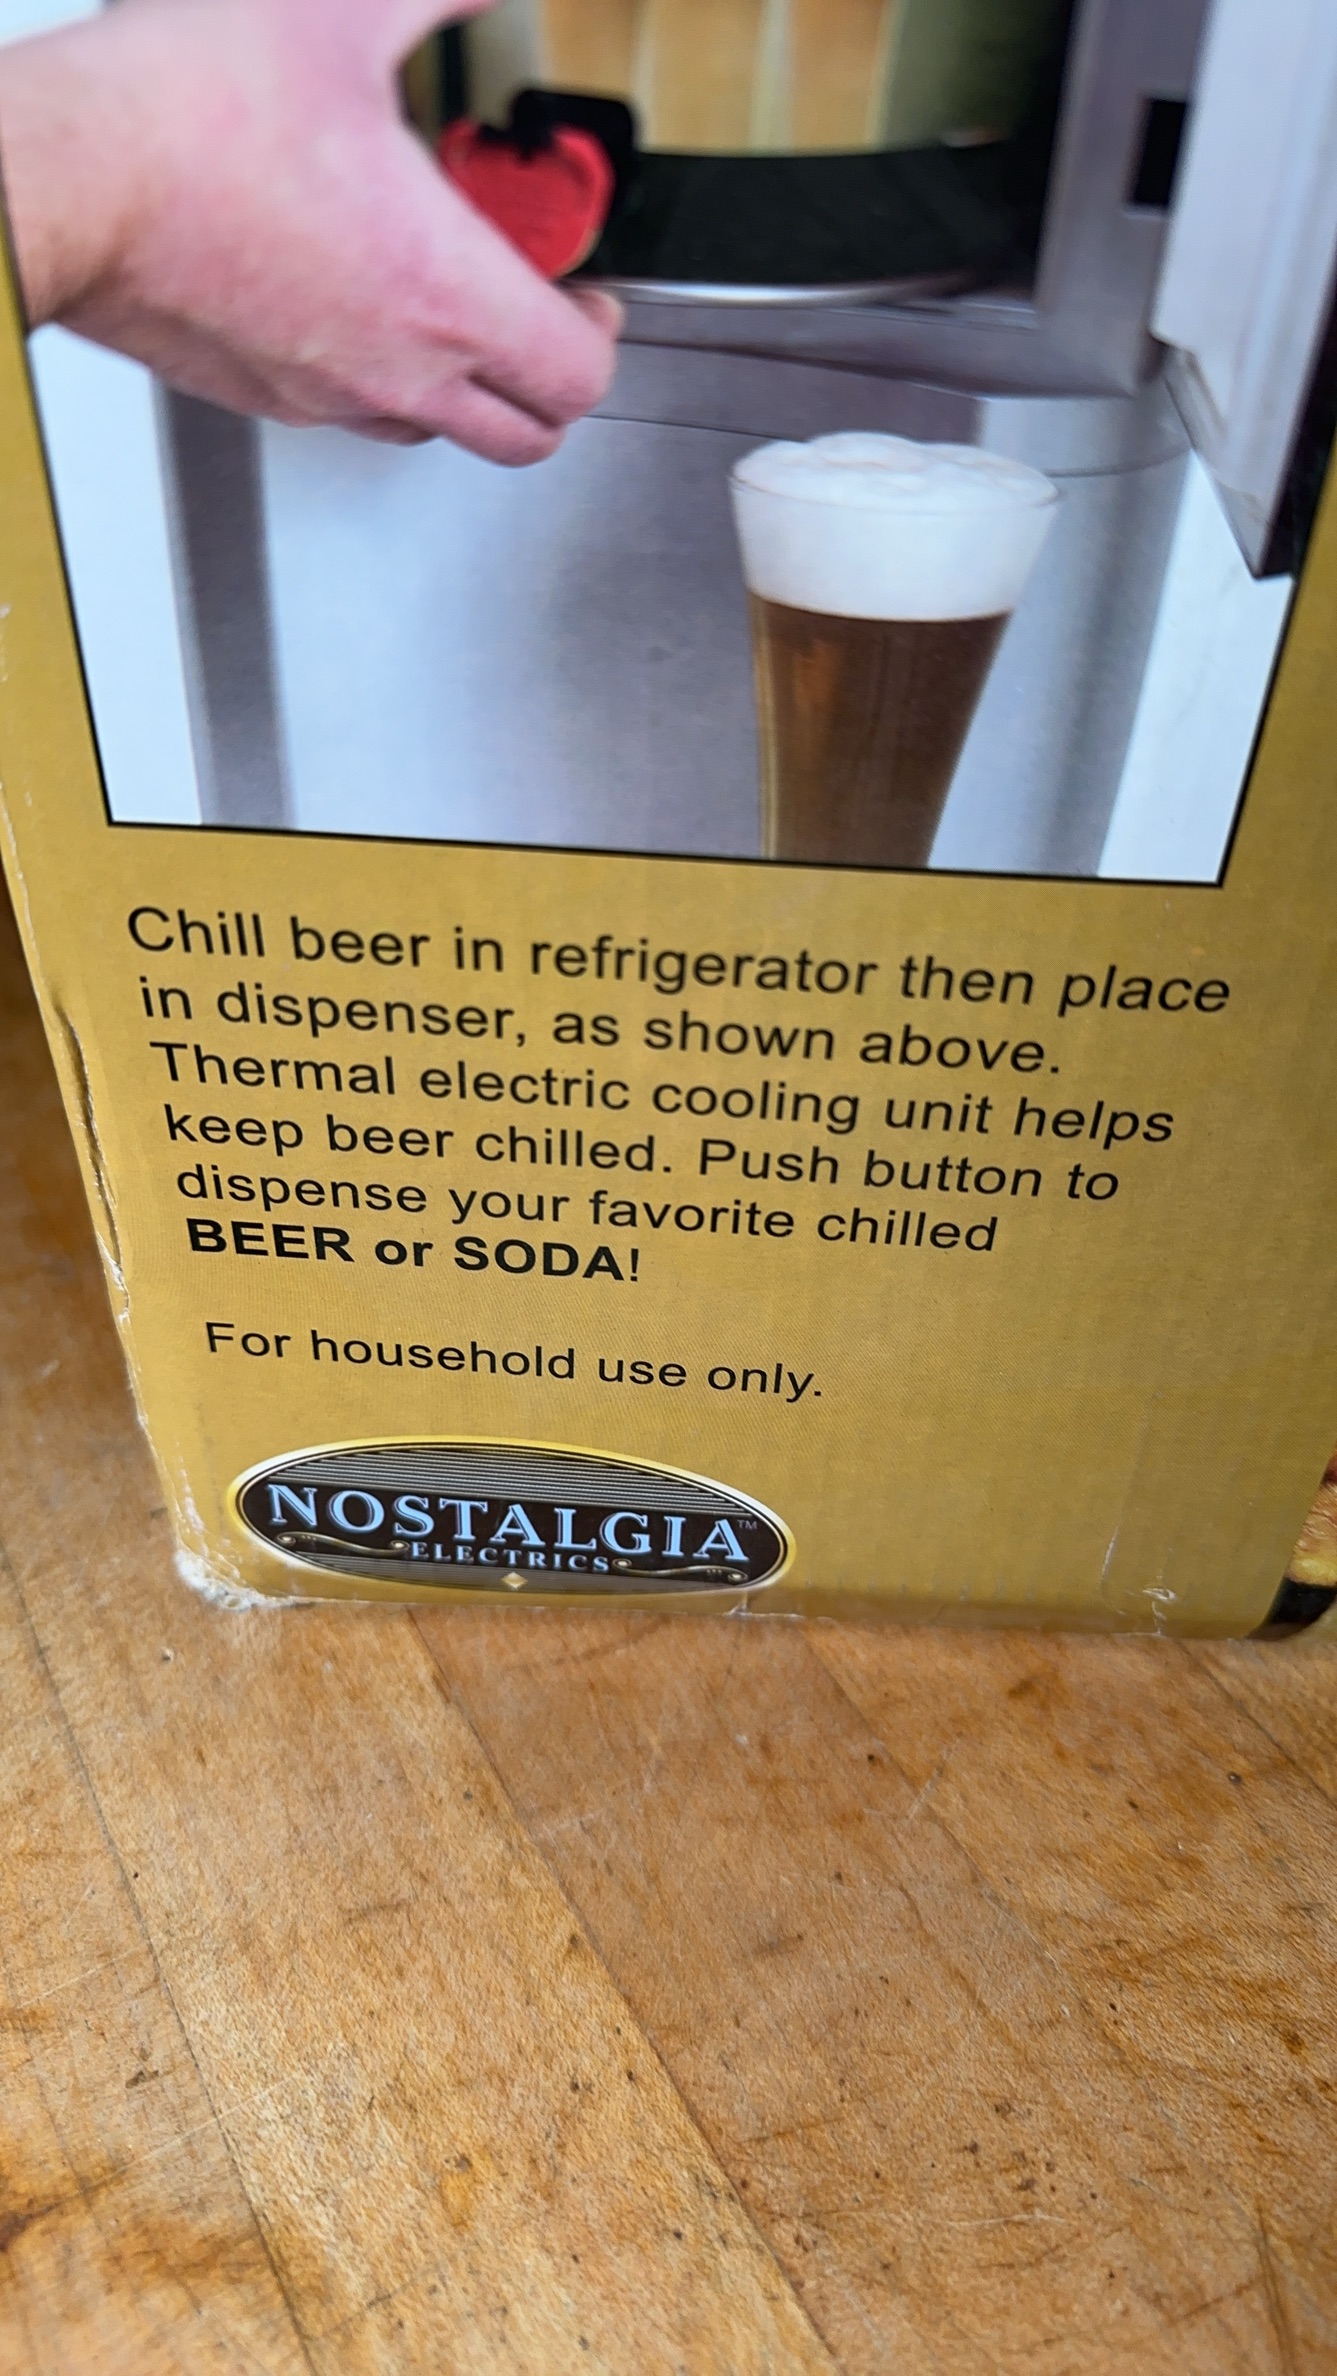 Chill beer in refrigerator then place
in dispenser, as shown above.
Thermal electric cooling unit helps
keep beer chilled. Push button to
dispense your favorite chilled
BEER or SODA!
For household use only.
NOSTALGIA™
ELECTRICS